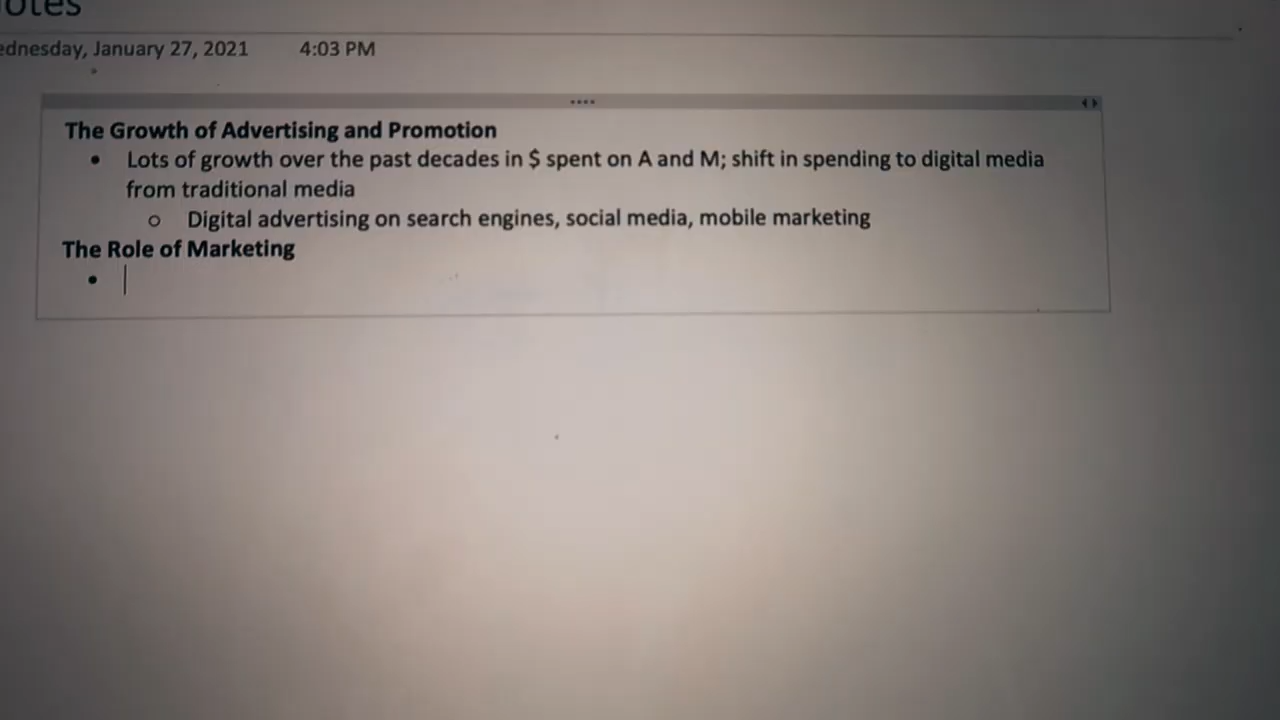 Wednesday, January 27, 2021 4:03 PM
The Growth of Advertising and Promotion
• Lots of growth over the past decades in $ spent on A and M; shift in spending to digital media
from traditional media
o Digital advertising on search engines, social media, mobile marketing
The Role of Marketing
•